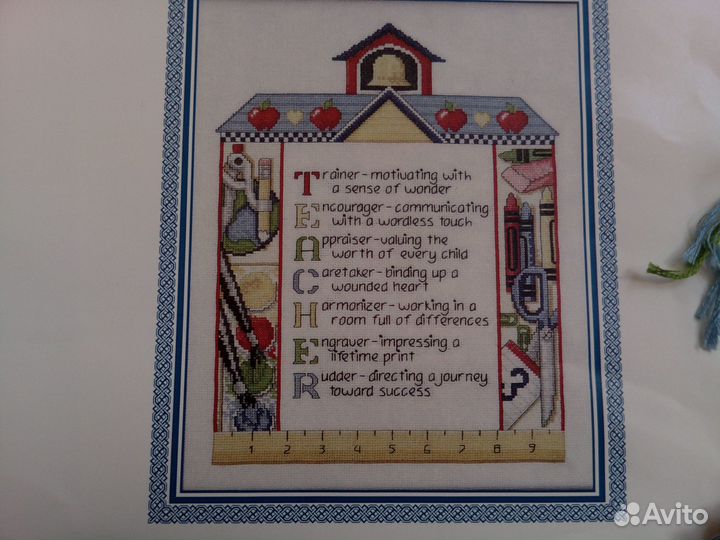 Trainer-motivating with
a sense of wonder
Encourager-communicating
with a wordless touch
Appraiser-valuing the
worth of every child
Caretaker-binding up a
wounded heart
Harmonizer-working in a
room full of differences
Engraver-impressing a
lifetime print
Rudder-directing a journey
toward success
?
1 2 3 4 5 6 7 8 9
Avito